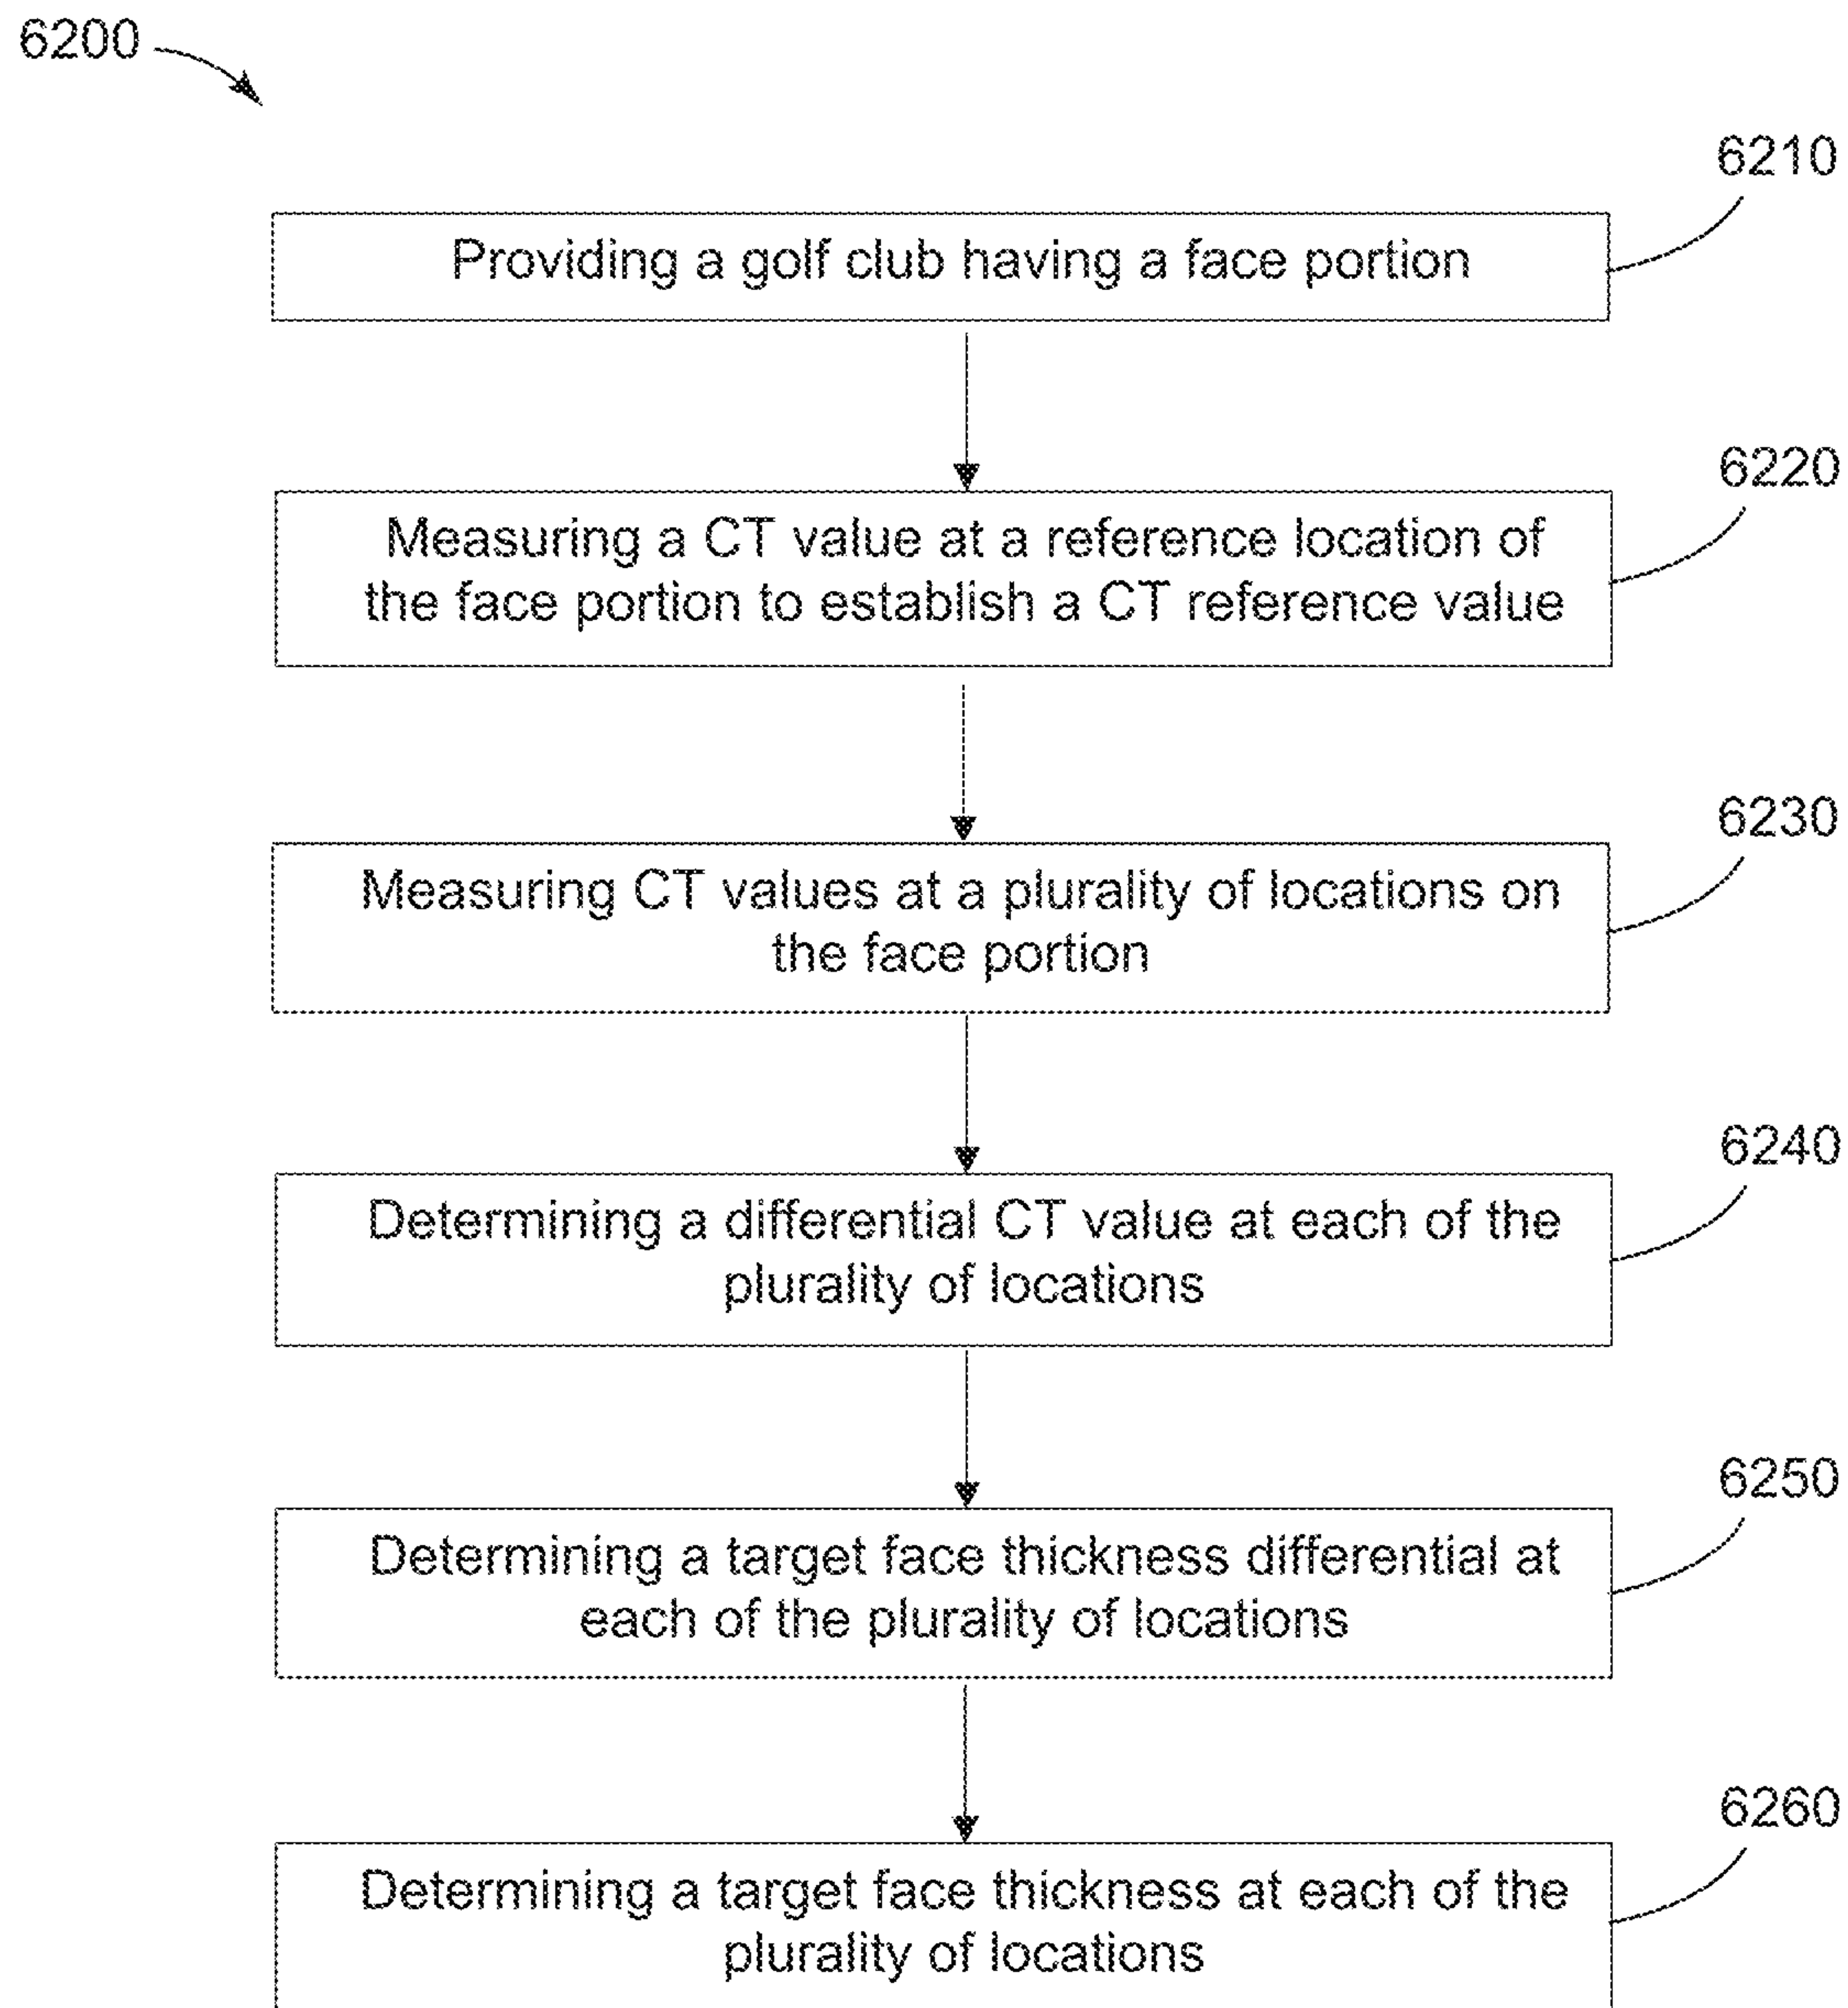 6200
6210
Providing a golf club having a face portion
6220
Measuring a CT value at a reference location of
the face portion to establish a CT reference value
6230
Measuring CT values at a plurality of locations on
the face portion
6240
Determining a differential CT value at each of the
plurality of locations
6250
Determining a target face thickness differential at
each of the plurality of locations
6260
Determining a target face thickness at each of the
plurality of locations